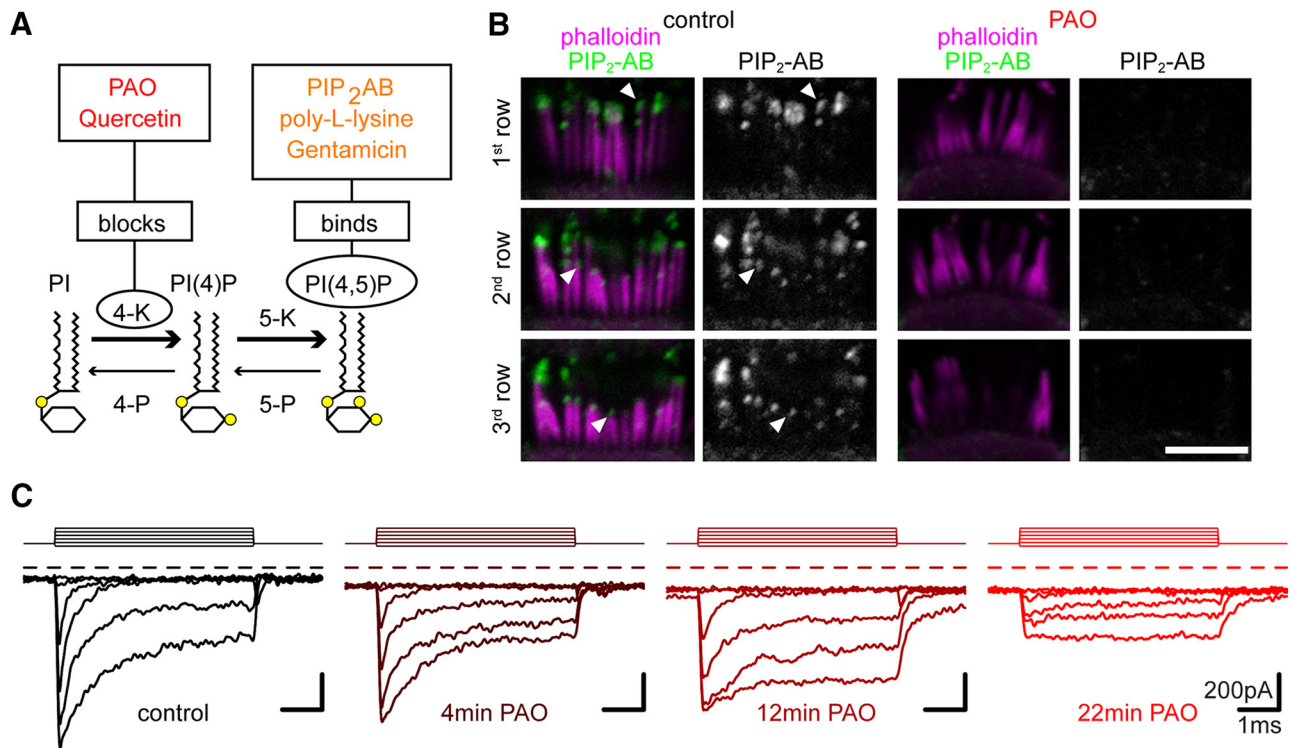 A
PAO
Quercetin
PIP2AB
poly-L-lysine
Gentamicin
blocks
binds
PI
4-K
PI(4)P
5-K
PI(4,5)P
4-P
5-P
B
control
PAO
phalloidin
PIP2-AB
PIP2-AB
phalloidin
PIP2-AB
PIP2-AB
1st row
2nd row
3rd row
C
control
4min PAO
12min PAO
22min PAO
200pA
1ms